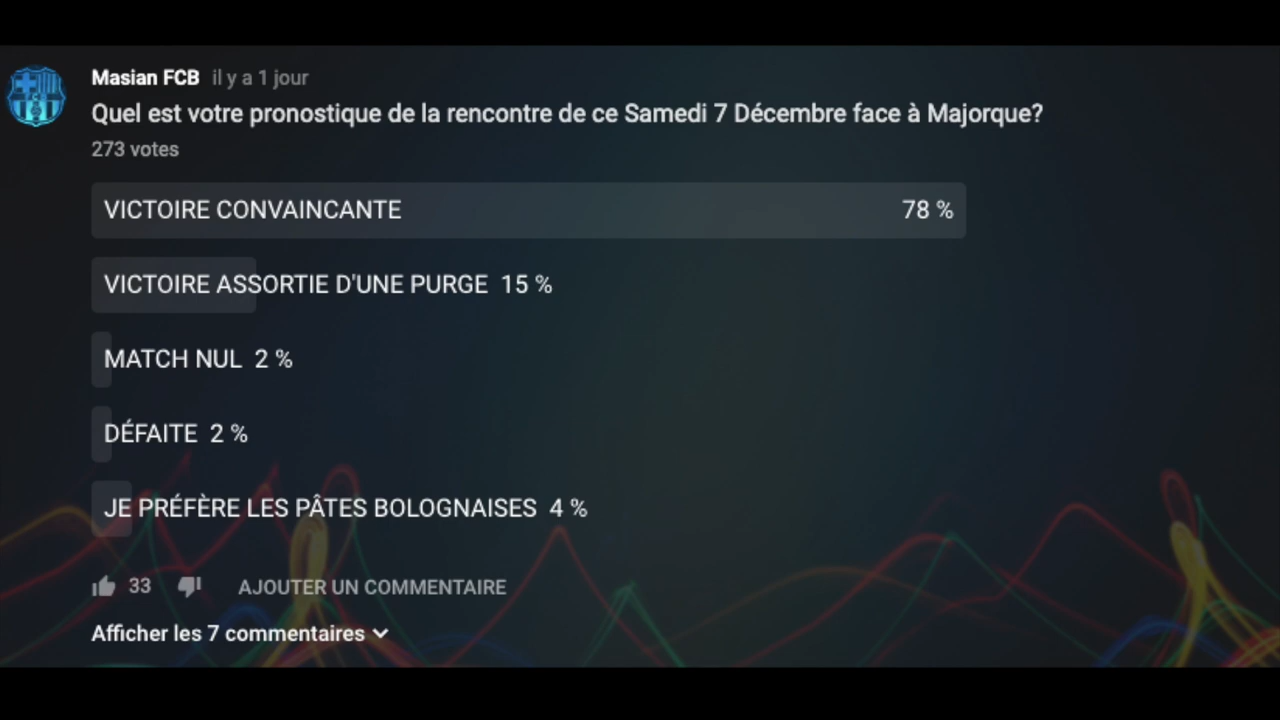 Masian FCB il y a 1 jour
Quel est votre pronostique de la rencontre de ce Samedi 7 Décembre face à Majorque?
273 votes
VICTOIRE CONVAINCANTE 78 %
VICTOIRE ASSORTIE D'UNE PURGE 15 %
MATCH NUL 2 %
DÉFAITE 2 %
JE PRÉFÈRE LES PÂTES BOLOGNAISES 4 %
33 AJOUTER UN COMMENTAIRE
Afficher les 7 commentaires